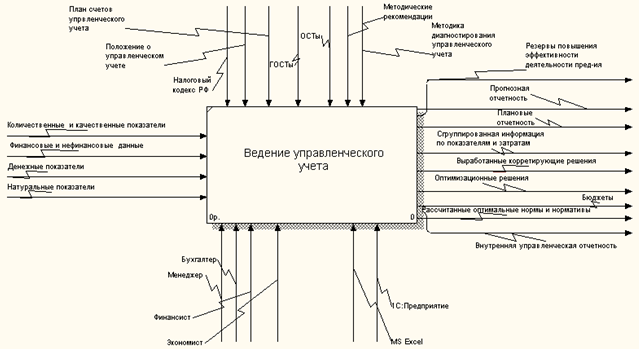 План счетов
управленческого
учета
Положение о
управленческом
учете
Налоговый
кодекс РФ
ГОСТы
ОСТы
Методические
рекомендации
Методика
диагностирования
управленческого
учета
Резервы повышения
эффективности
деятельности пред-ия
Прогнозная
отчетность
Плановые
отчетность
Сгруппированная информация
по показателям и затратам
Выработанные корретирующие решения
Оптимизационные решения
Бюджеты
Рассчитанные оптимальные нормы и нормативы
Внутренняя управленческая отчетность
Количественные и качественные показатели
Финансовые и нефинансовые данные
Денежные показатели
Натуральные показатели
Ведение управленческого
учета
0р.
0
Бухгалтер
Менеджер
Финансист
Экономист
1С:Предприятие
MS Excel